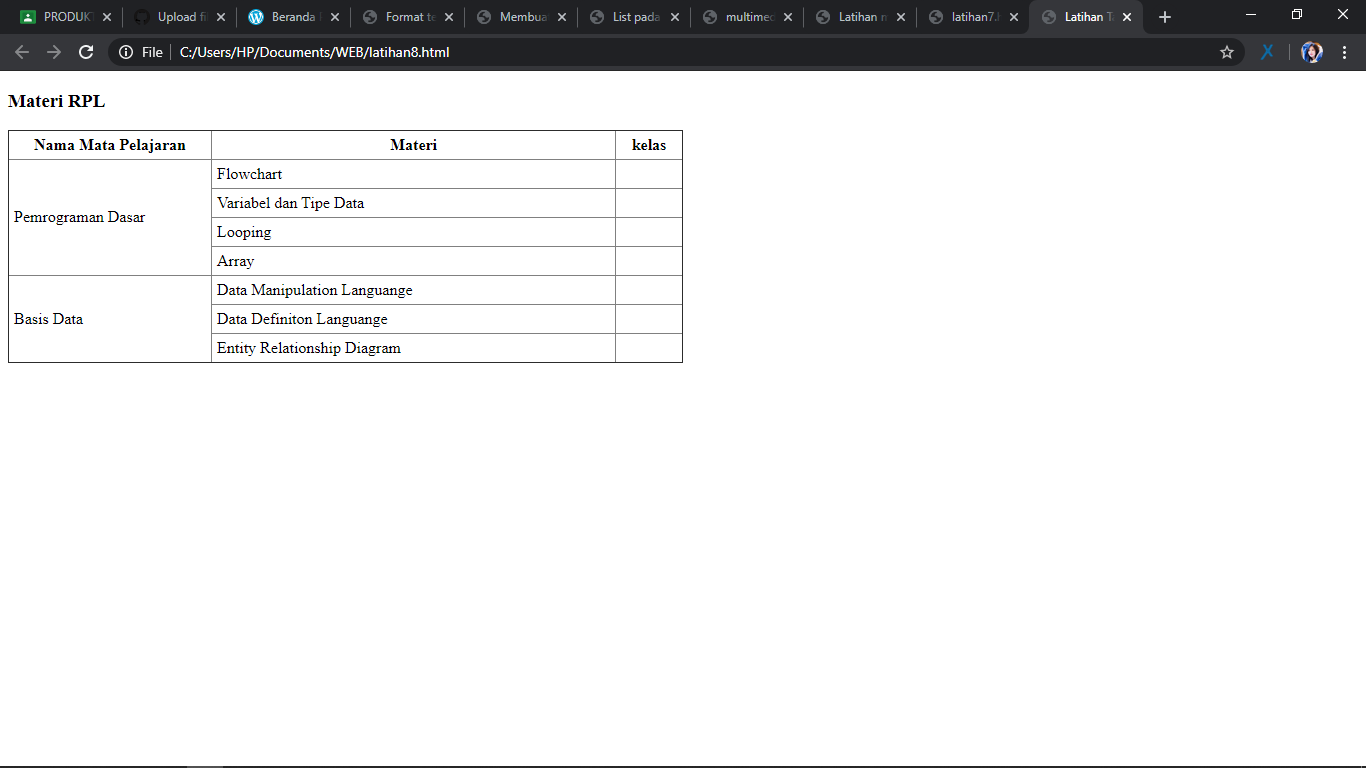 PRODUK
Upload fi
Beranda
Format te
Membua
List pada
multimed
Latihan m
latihan7.h
Latihan Ta
File
C:/Users/HP/Documents/WEB/latihan8.html
Materi RPL
Nama Mata Pelajaran Materi kelas
Pemrograman Dasar
Flowchart
Variabel dan Tipe Data
Looping
Array
Basis Data
Data Manipulation Languange
Data Definiton Languange
Entity Relationship Diagram